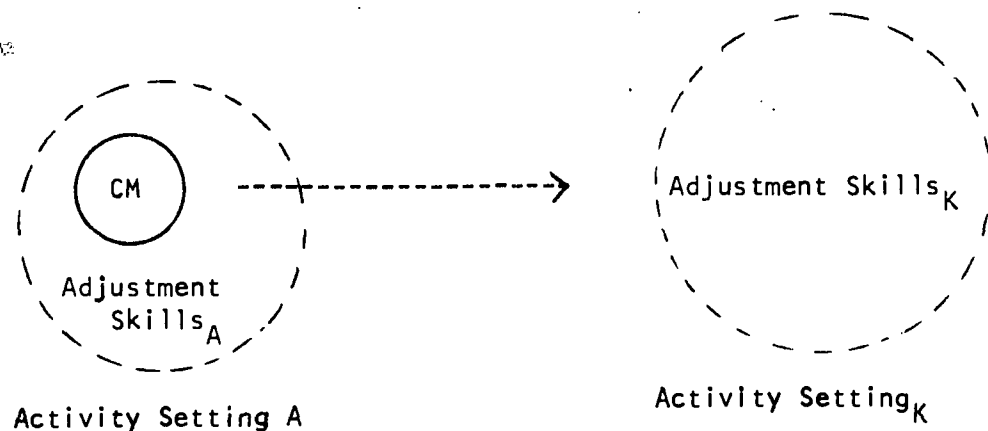 CM
Adjustment
Skills_A
Activity Setting A
Adjustment Skills_K
Activity Setting_K